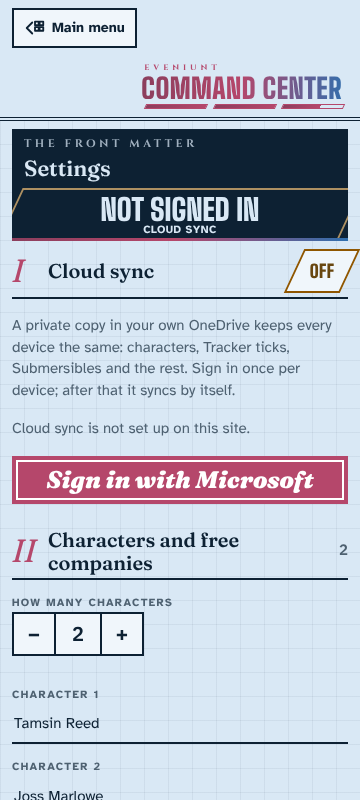 Main menu
EVENIUNT
COMMAND CENTER
THE FRONT MATTER
Settings
NOT SIGNED IN
CLOUD SYNC
I Cloud sync OFF
A private copy in your own OneDrive keeps every
device the same: characters, Tracker ticks,
Submersibles and the rest. Sign in once per
device; after that it syncs by itself.
Cloud sync is not set up on this site.
Sign in with Microsoft
II Characters and free
companies 2
HOW MANY CHARACTERS
− 2 +
CHARACTER 1
Tamsin Reed
CHARACTER 2
Joss Marlowe